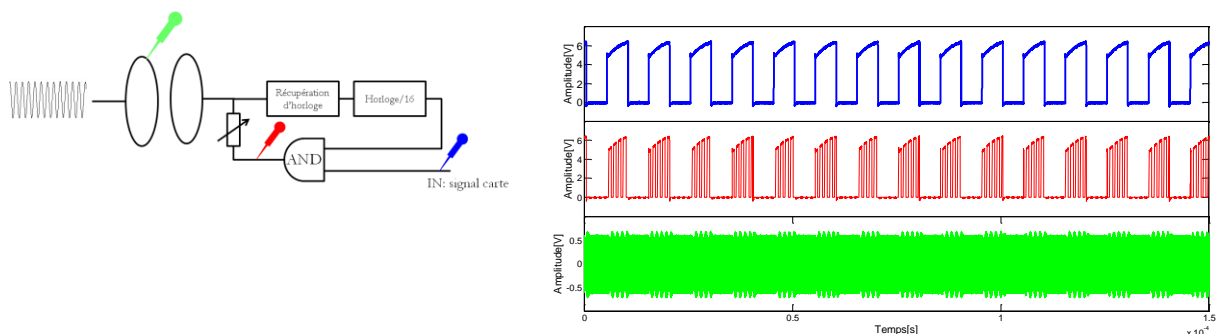 Récupération
d'horloge
Horloge/16
AND
IN: signal carte
Amplitude[V]
6
4
2
0
Amplitude[V]
6
4
2
0
Amplitude[V]
0.5
0
-0.5
0
0.5
1
1.5
Temps[s]
x 10⁻⁴